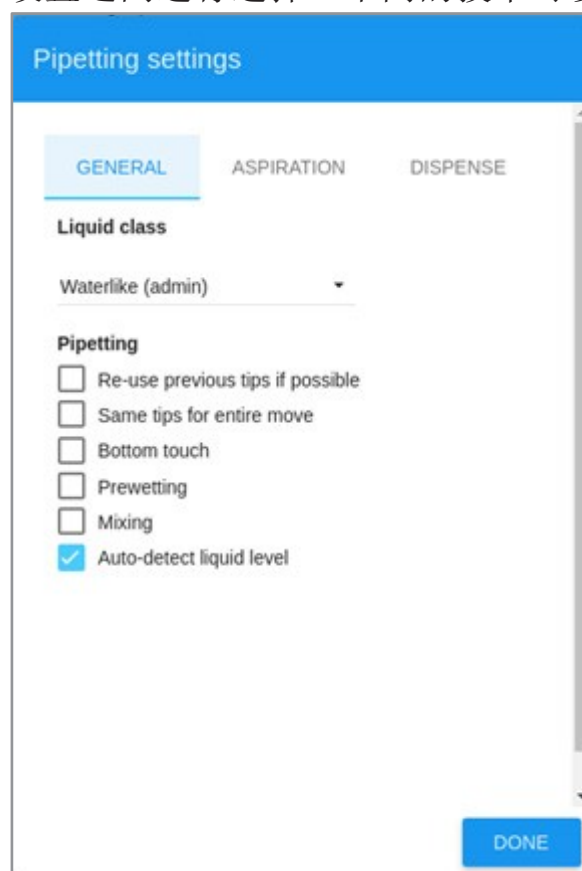 Pipetting settings
GENERAL ASPIRATION DISPENSE
Liquid class
Waterlike (admin)
Pipetting
Re-use previous tips if possible
Same tips for entire move
Bottom touch
Prewetting
Mixing
Auto-detect liquid level
DONE